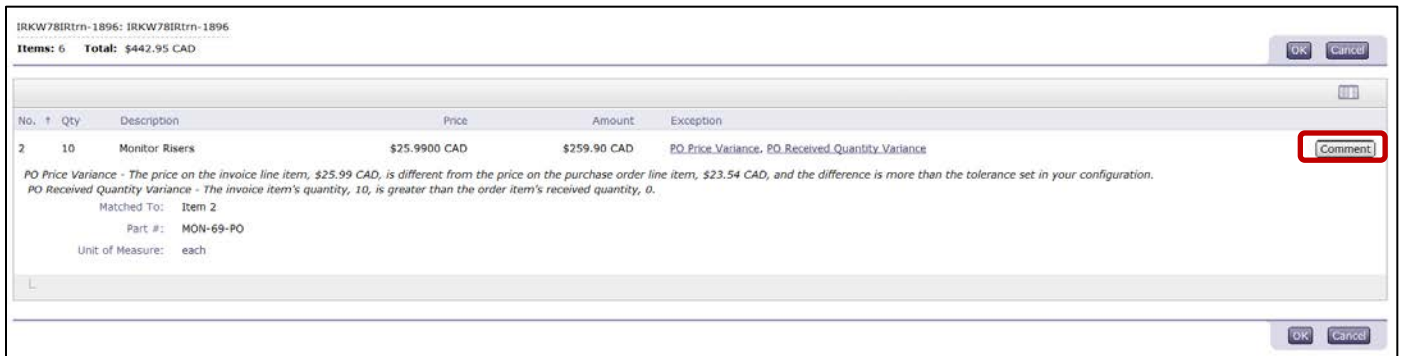 IRKW78IRtrn-1896: IRKW78IRtrn-1896
Items: 6 Total: $442.95 CAD
OK Cancel
No. ↑ Qty Description Price Amount Exception
2 10 Monitor Risers $25.9900 CAD $259.90 CAD PO Price Variance, PO Received Quantity Variance Comment
PO Price Variance - The price on the invoice line item, $25.99 CAD, is different from the price on the purchase order line item, $23.54 CAD, and the difference is more than the tolerance set in your configuration.
PO Received Quantity Variance - The invoice item's quantity, 10, is greater than the order item's received quantity, 0.
Matched To: Item 2
Part #: MON-69-PO
Unit of Measure: each
OK Cancel